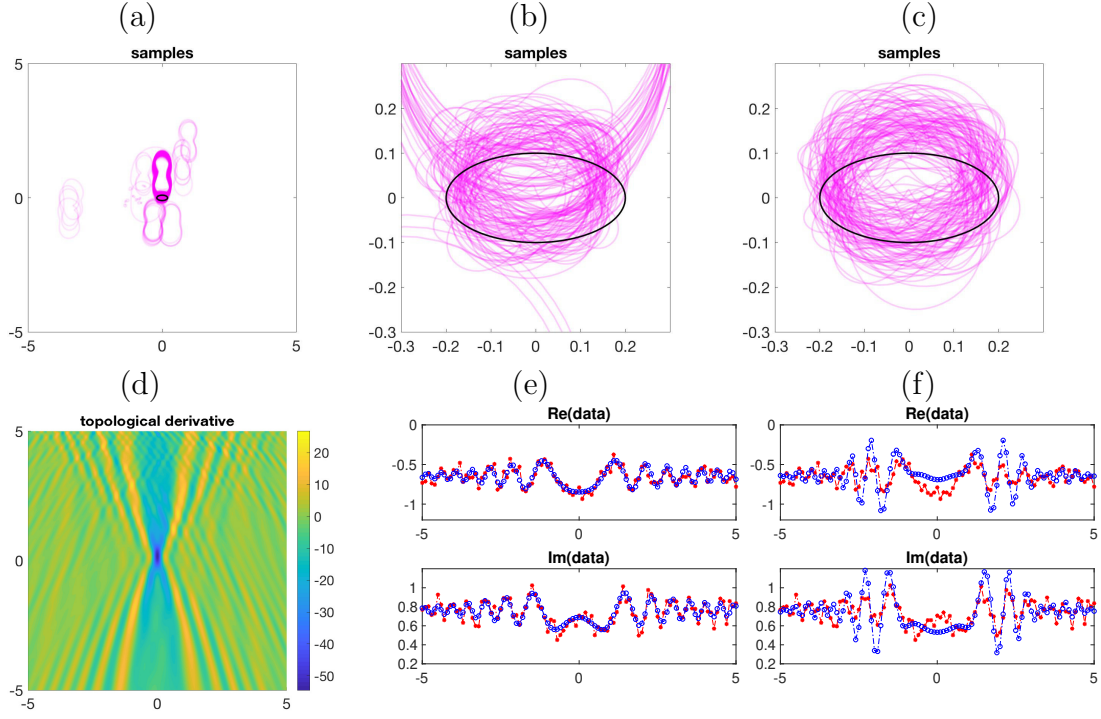 (a)
samples
5
0
-5
-5 0 5
(b)
samples
0.2
0.1
0
-0.1
-0.2
-0.3
-0.3 -0.2 -0.1 0 0.1 0.2
(c)
samples
0.2
0.1
0
-0.1
-0.2
-0.3
-0.3 -0.2 -0.1 0 0.1 0.2
(d)
topological derivative
5
0
-5
-5 0 5
20
10
0
-10
-20
-30
-40
-50
(e)
Re(data)
0
-0.5
-1
-5 0 5
Im(data)
1
0.8
0.6
0.4
0.2
-5 0 5
(f)
Re(data)
0
-0.5
-1
-5 0 5
Im(data)
1
0.8
0.6
0.4
0.2
-5 0 5